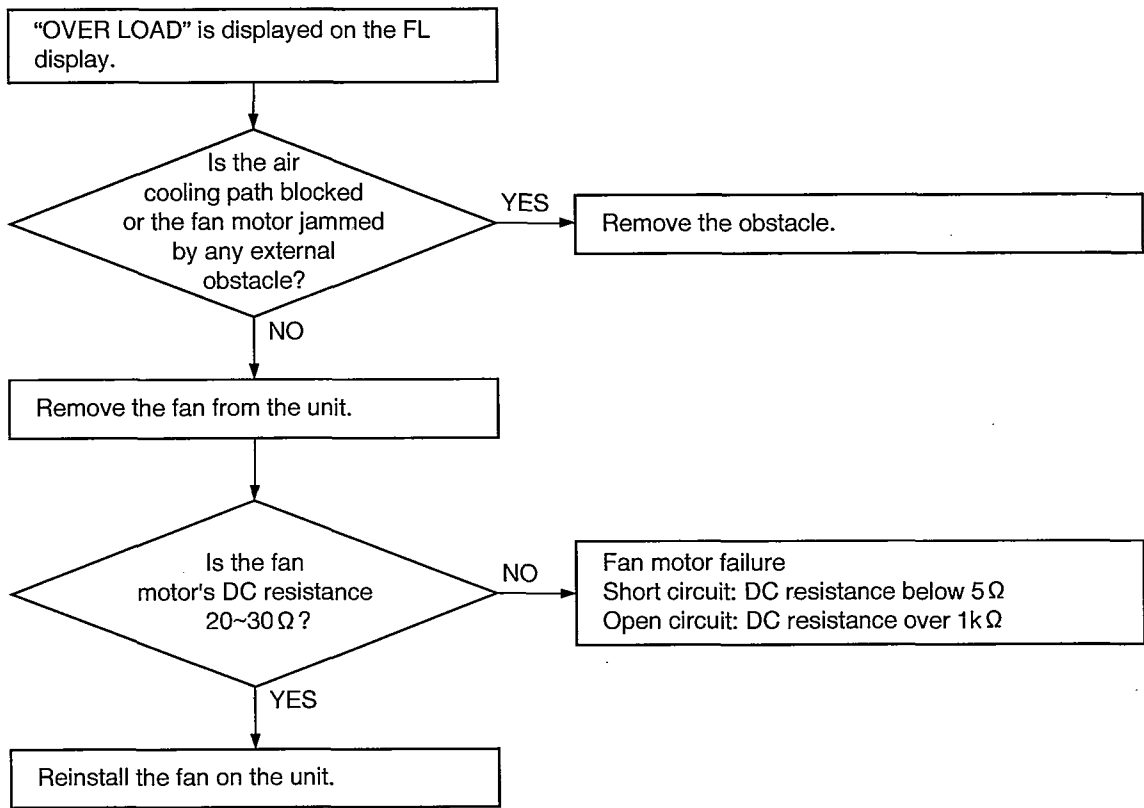 “OVER LOAD” is displayed on the FL
display.
Is the air
cooling path blocked
or the fan motor jammed
by any external
obstacle?
YES
Remove the obstacle.
NO
Remove the fan from the unit.
Is the fan
motor's DC resistance
20~30Ω?
NO
Fan motor failure
Short circuit: DC resistance below 5Ω
Open circuit: DC resistance over 1kΩ
YES
Reinstall the fan on the unit.